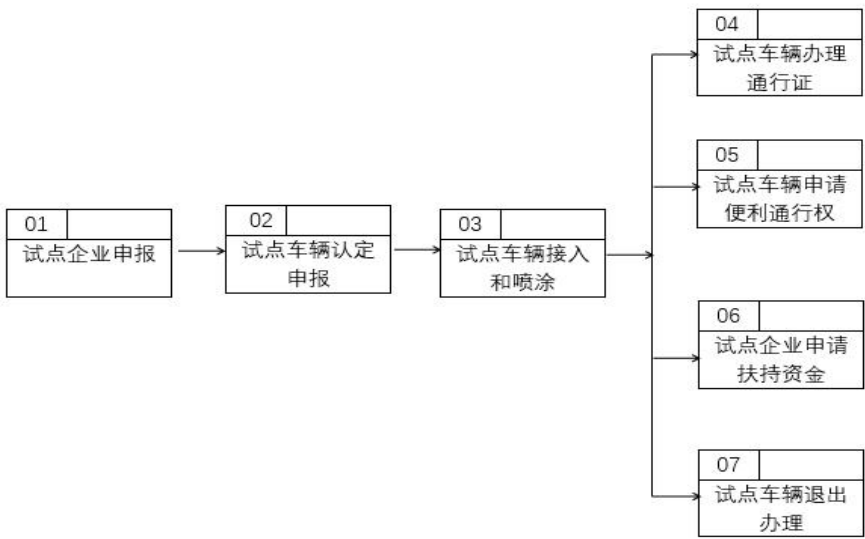 01
试点企业申报
02
试点车辆认定
申报
03
试点车辆接入
和喷涂
04
试点车辆办理
通行证
05
试点车辆申请
便利通行权
06
试点企业申请
扶持资金
07
试点车辆退出
办理